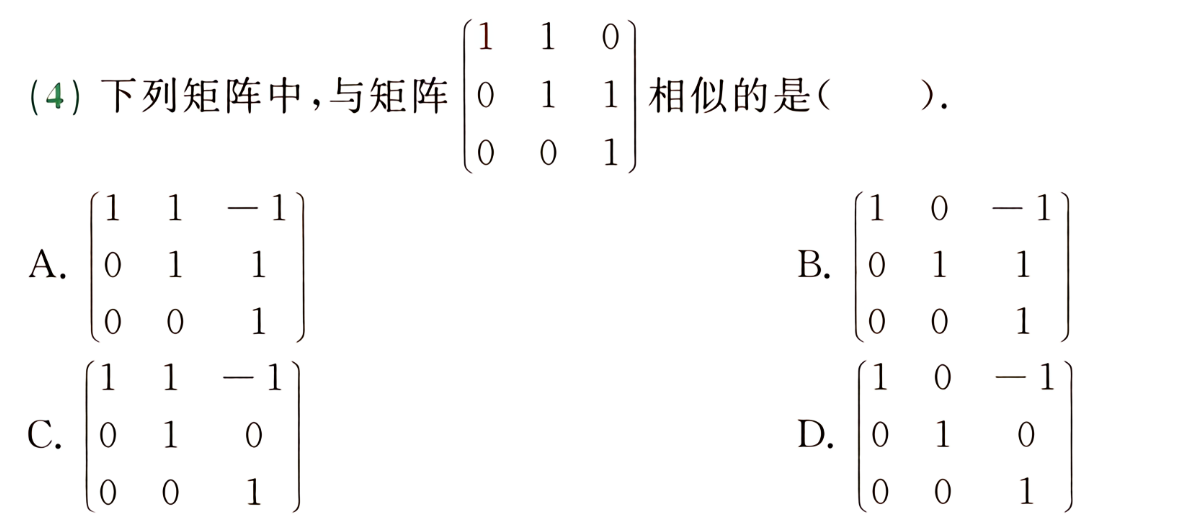 (4) 下列矩阵中,与矩阵 $\begin{pmatrix} 1 & 1 & 0 \\ 0 & 1 & 1 \\ 0 & 0 & 1 \end{pmatrix}$ 相似的是(　　).
A. $\begin{pmatrix} 1 & 1 & -1 \\ 0 & 1 & 1 \\ 0 & 0 & 1 \end{pmatrix}$ B. $\begin{pmatrix} 1 & 0 & -1 \\ 0 & 1 & 1 \\ 0 & 0 & 1 \end{pmatrix}$
C. $\begin{pmatrix} 1 & 1 & -1 \\ 0 & 1 & 0 \\ 0 & 0 & 1 \end{pmatrix}$ D. $\begin{pmatrix} 1 & 0 & -1 \\ 0 & 1 & 0 \\ 0 & 0 & 1 \end{pmatrix}$